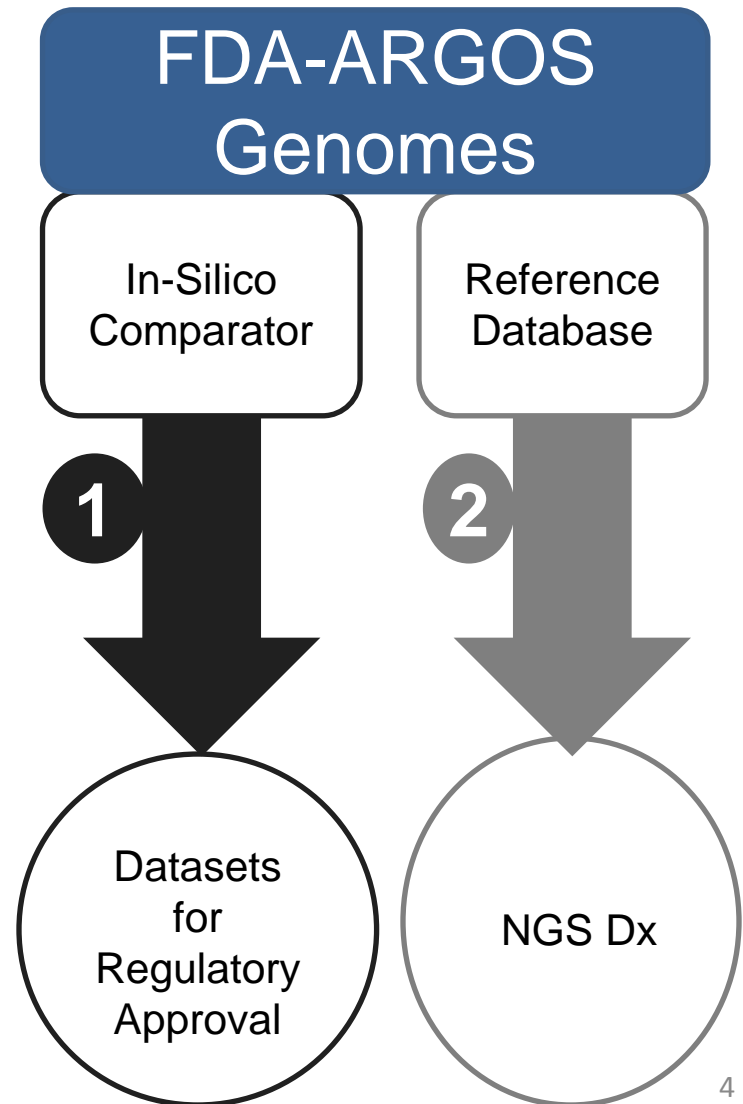 FDA-ARGOS
Genomes
In-Silico
Comparator
Reference
Database
1
2
Datasets
for
Regulatory
Approval
NGS Dx
4